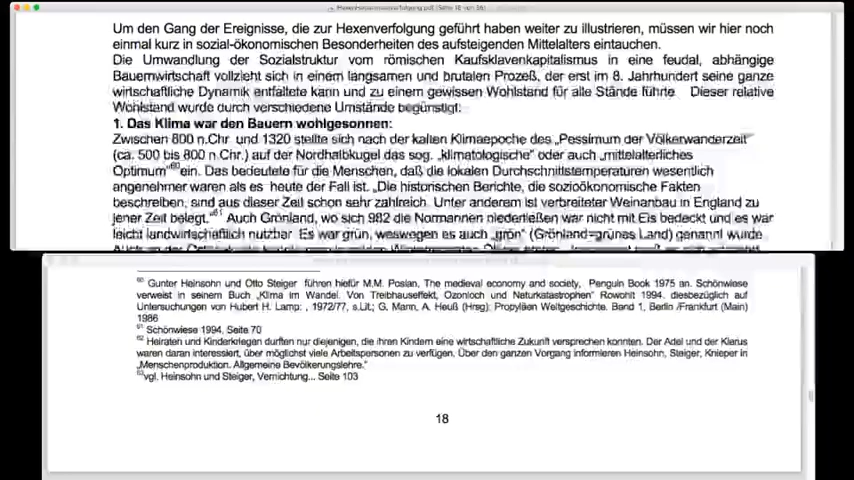 Um den Gang der Ereignisse, die zur Hexenverfolgung geführt haben weiter zu illustrieren, müssen wir hier noch
einmal kurz in sozial-ökonomischen Besonderheiten des aufsteigenden Mittelalters eintauchen.
Die Umwandlung der Sozialstruktur vom römischen Kaufsklavenkapitalismus in eine feudal, abhängige
Bauernwirtschaft vollzieht sich in einem langsamen und brutalen Prozeß, der erst im 8. Jahrhundert seine ganze
wirtschaftliche Dynamik entfaltete kann und zu einem gewissen Wohlstand für alle Stände führte Dieser relative
Wohlstand wurde durch verschiedene Umstände begünstigt:
1. Das Klima war den Bauern wohlgesonnen:
Zwischen 800 n.Chr und 1320 stellte sich nach der kalten Klimaepoche des „Pessimum der Völkerwanderzeit"
(ca. 500 bis 800 n.Chr.) auf der Nordhalbkugel das sog. „klimatologische" oder auch „mittelalterliches
Optimum"60 ein. Das bedeutete für die Menschen, daß die lokalen Durchschnittstemperaturen wesentlich
angenehmer waren als es heute der Fall ist. „Die historischen Berichte, die sozioökonomische Fakten
beschreiben, sind aus dieser Zeit schon sehr zahlreich. Unter anderem ist verbreiteter Weinanbau in England zu
jener Zeit belegt."61 Auch Grönland, wo sich 982 die Normannen niederließen war nicht mit Eis bedeckt und es war
leicht landwirtschaftlich nutzbar Es war grün, weswegen es auch „grün" (Grönland=grünes Land) genannt wurde
60 Gunter Heinsohn und Otto Steiger führen hiefür M.M. Postan, The medieval economy and society, Penguin Book 1975 an. Schönwiese
verweist in seinem Buch „Klima im Wandel. Von Treibhauseffekt, Ozonloch und Naturkatastrophen" Rowohlt 1994. diesbezüglich auf
Untersuchungen von Hubert H. Lamp: , 1972/77, s.Lit.; G. Mann, A. Heuß (Hrsg): Propyläen Weltgeschichte. Band 1, Berlin /Frankfurt (Main)
1986
61 Schönwiese 1994, Seite 70
62 Heiraten und Kinderkriegen durften nur diejenigen, die ihren Kindern eine wirtschaftliche Zukunft versprechen konnten. Der Adel und der Klerus
waren daran interessiert, über möglichst viele Arbeitspersonen zu verfügen. Über den ganzen Vorgang informieren Heinsohn, Steiger, Knieper in
„Menschenproduktion. Allgemeine Bevölkerungslehre."
63 vgl. Heinsohn und Steiger, Vernichtung... Seite 103
18